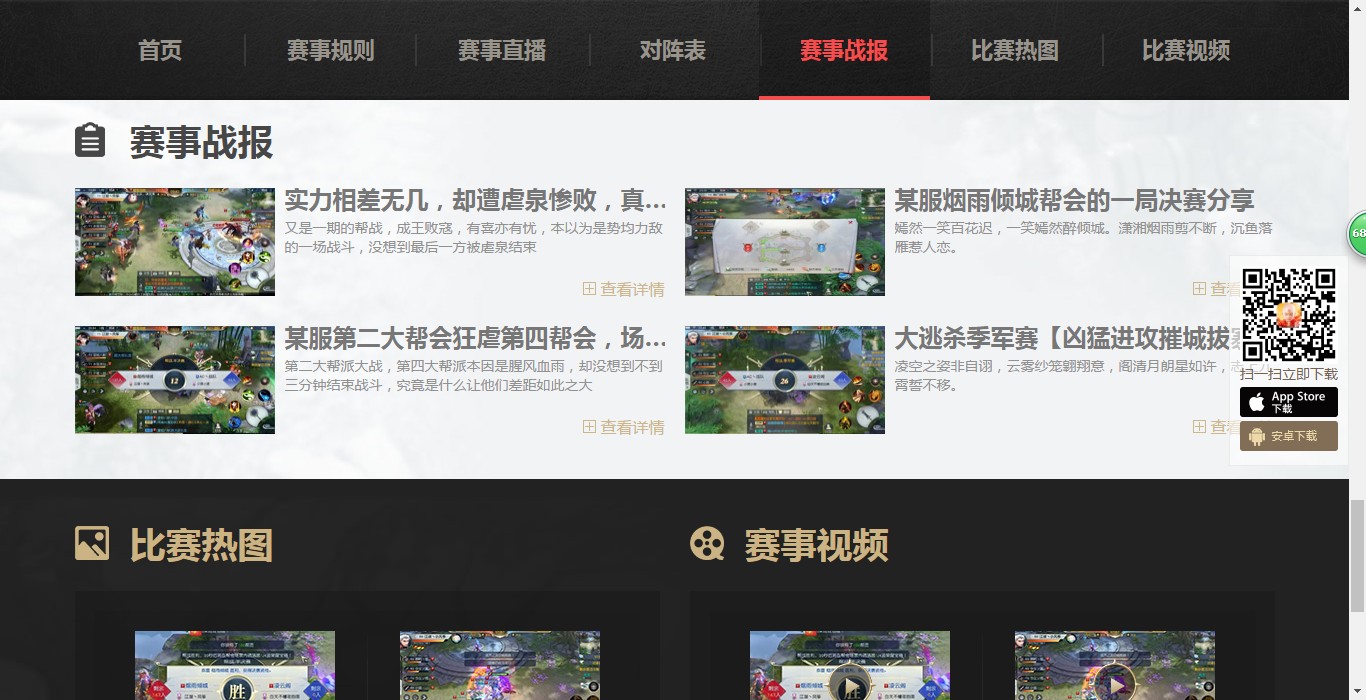 首页
赛事规则
赛事直播
对阵表
赛事战报
比赛热图
比赛视频
赛事战报
实力相差无几，却遭虐泉惨败，真...
又是一期的帮战，成王败寇，有喜亦有忧，本以为是势均力敌
的一场战斗，没想到最后一方被虐泉结束
查看详情
某服烟雨倾城帮会的一局决赛分享
嫣然一笑百花迟，一笑嫣然醉倾城。潇湘烟雨剪不断，沉鱼落
雁惹人恋。
查看
某服第二大帮会狂虐第四帮会，场...
第二大帮派大战，第四大帮派本因是腥风血雨，却没想到不到
三分钟结束战斗，究竟是什么让他们差距如此之大
查看详情
大逃杀季军赛【凶猛进攻摧城拔寨
凌空之姿非自诩，云雾纱笼翱翔意，阁清月朗星如许，志
霄誓不移。
查看
68
扫一扫立即下载
App Store
下载
安卓下载
12
26
比赛热图
赛事视频
胜